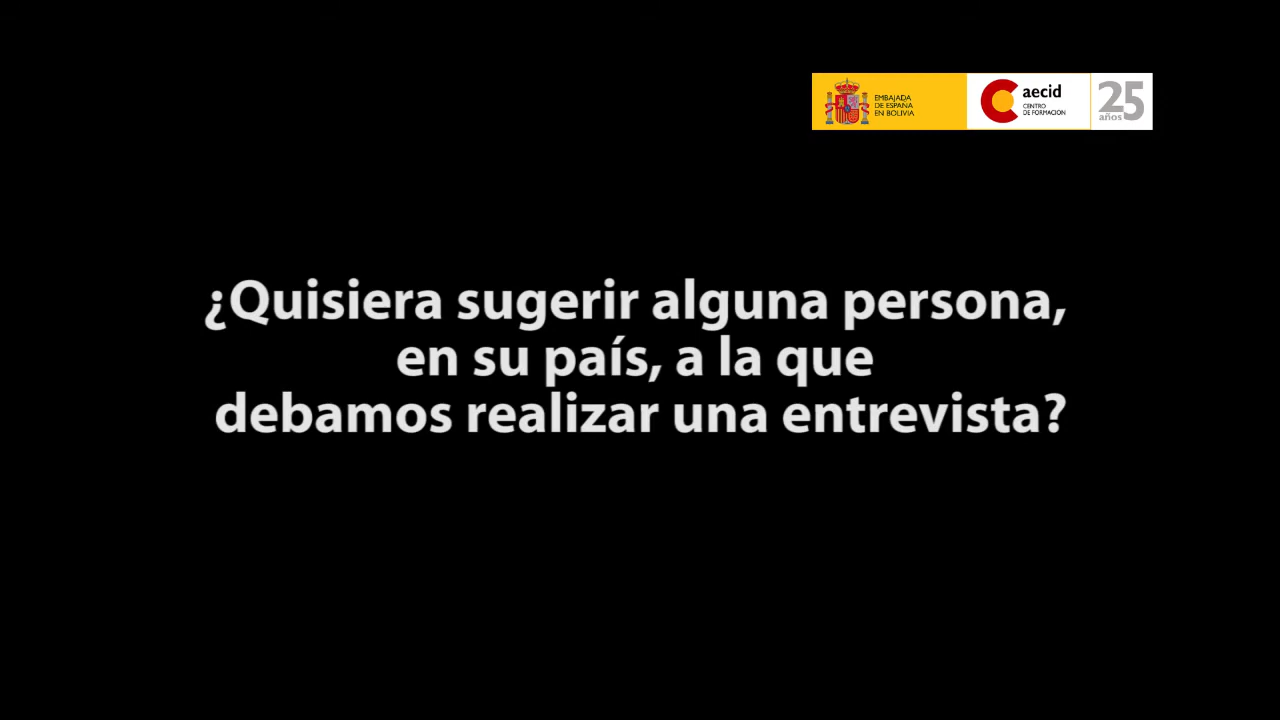 EMBAJADA
DE ESPAÑA
EN BOLIVIA
aecid
CENTRO
DE FORMACION
25
años
¿Quisiera sugerir alguna persona,
en su país, a la que
debamos realizar una entrevista?